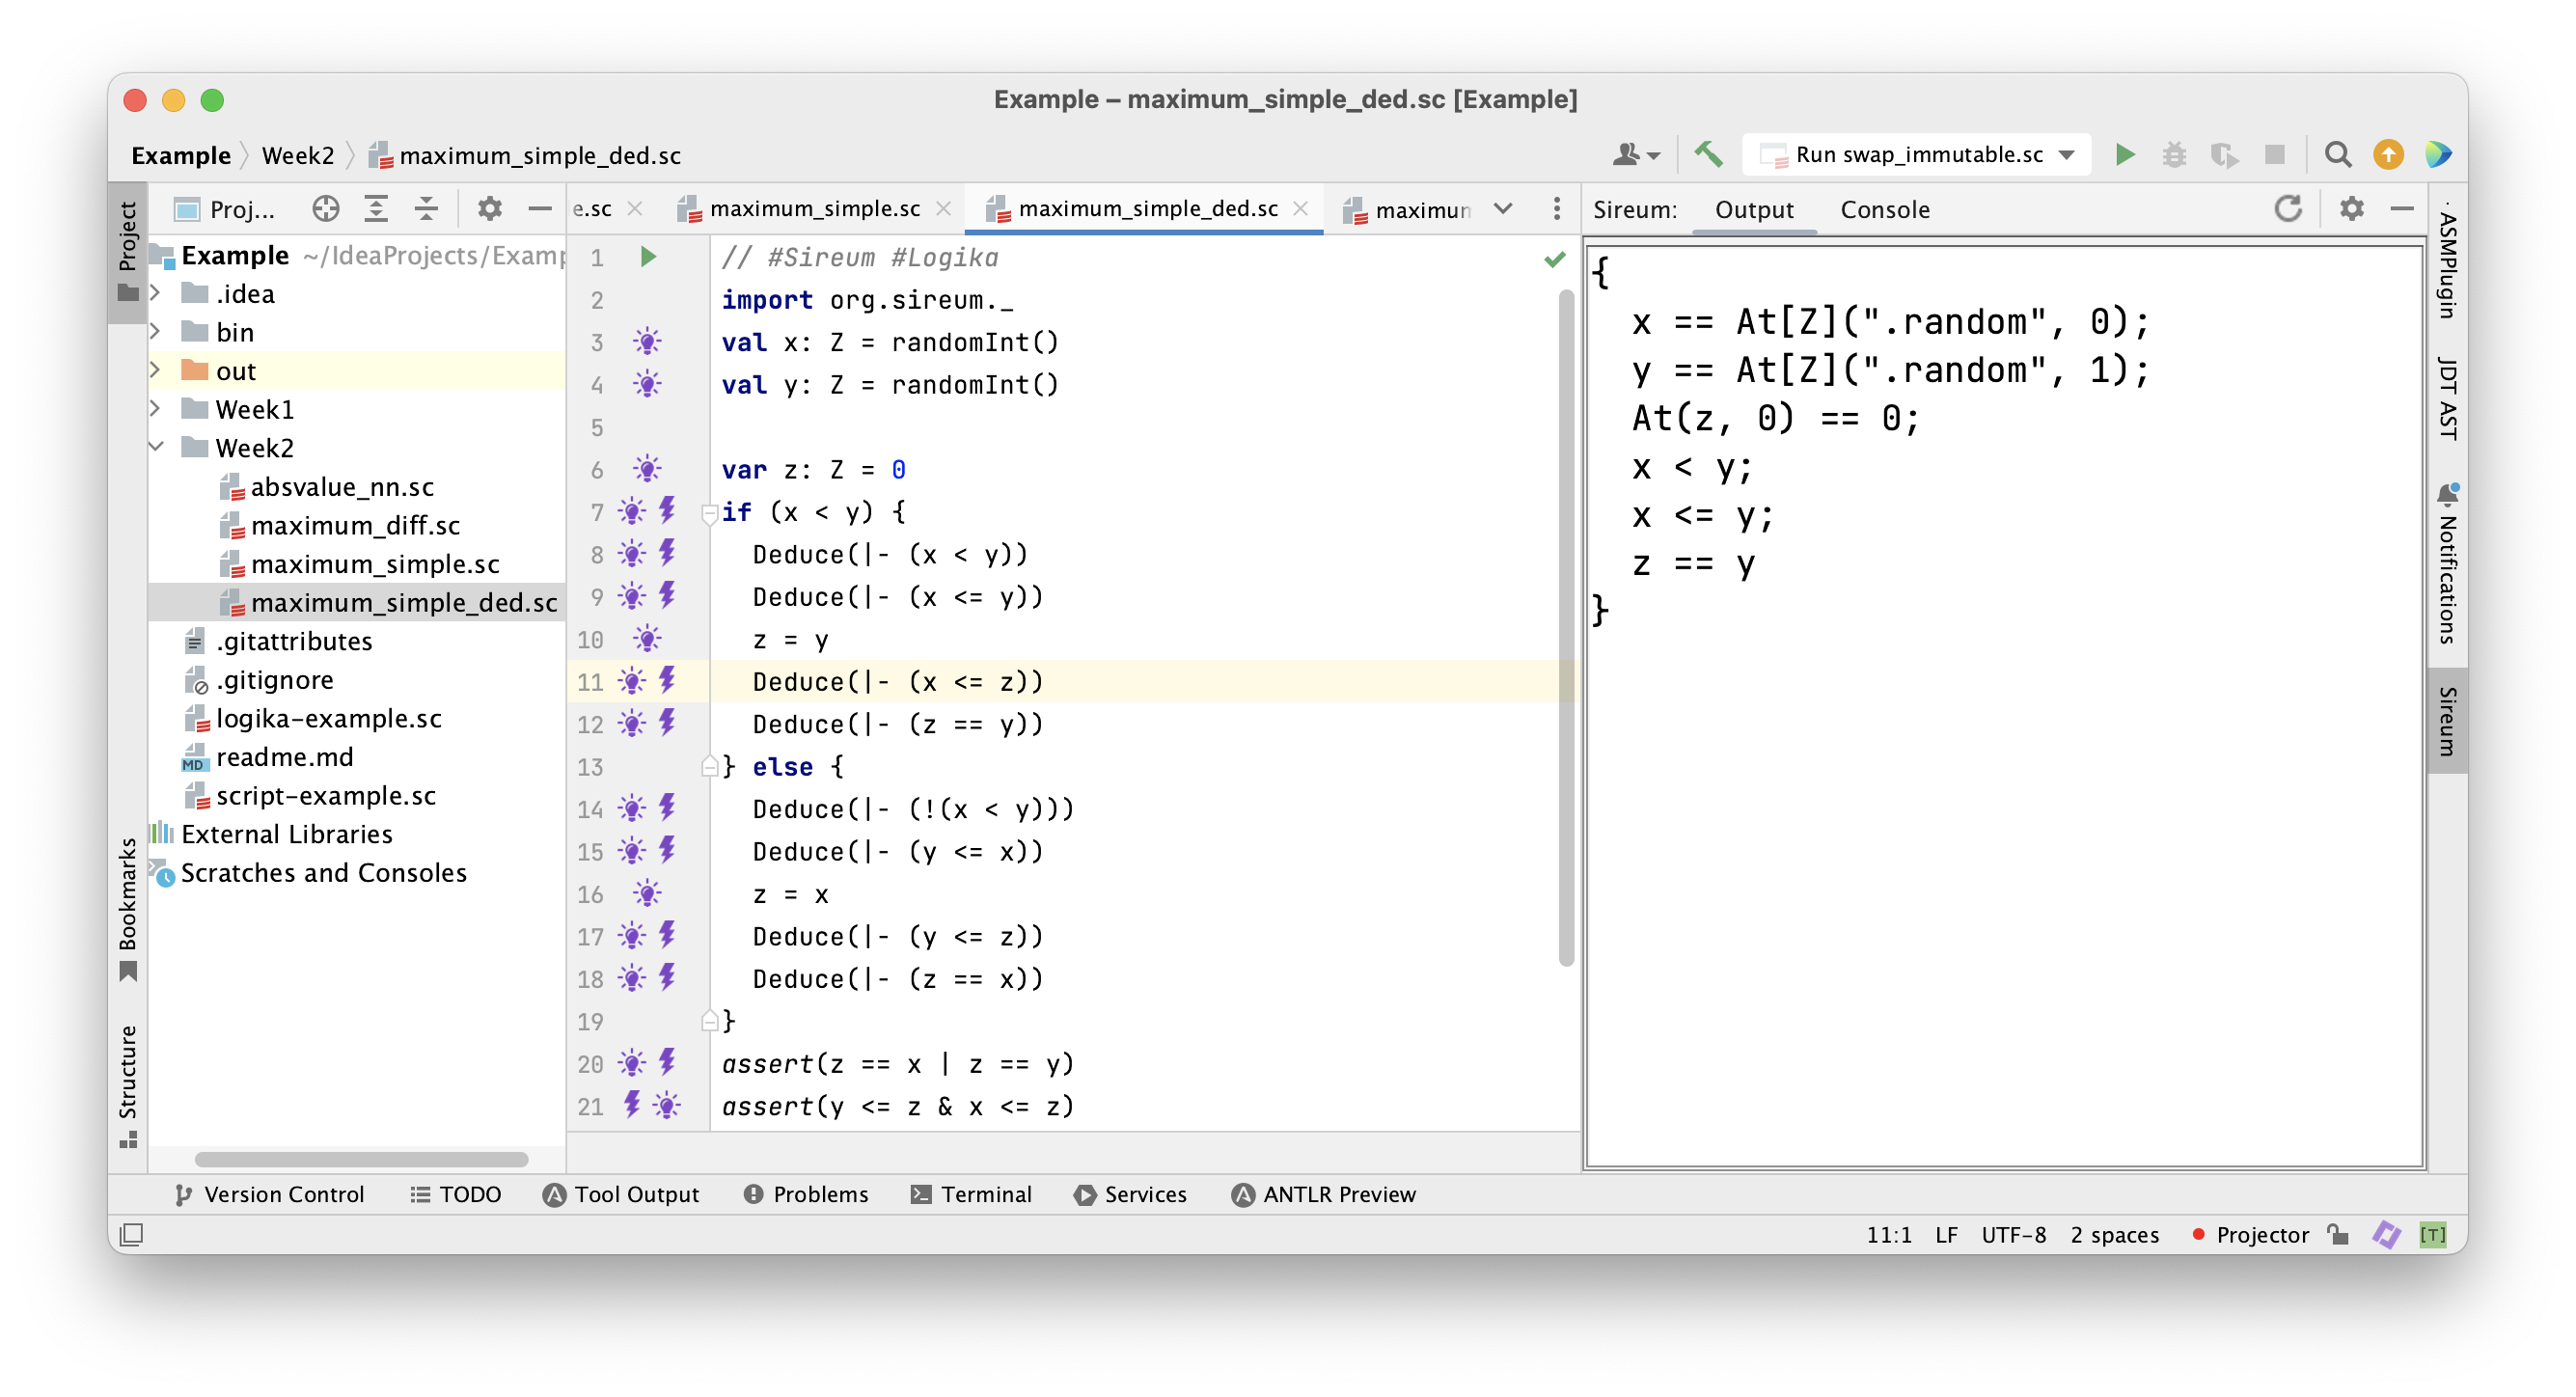 Example – maximum_simple_ded.sc [Example]
Example Week2 maximum_simple_ded.sc
Run swap_immutable.sc
Project
Proj...
Example ~/IdeaProjects/Examp
.idea
bin
out
Week1
Week2
absvalue_nn.sc
maximum_diff.sc
maximum_simple.sc
maximum_simple_ded.sc
.gitattributes
.gitignore
logika-example.sc
MD readme.md
script-example.sc
External Libraries
Scratches and Consoles
Bookmarks
Structure
e.sc maximum_simple.sc maximum_simple_ded.sc maximun
1 // #Sireum #Logika
2 import org.sireum._
3 val x: Z = randomInt()
4 val y: Z = randomInt()
5
6 var z: Z = 0
7 if (x < y) {
8 Deduce(|- (x < y))
9 Deduce(|- (x <= y))
10 z = y
11 Deduce(|- (x <= z))
12 Deduce(|- (z == y))
13 } else {
14 Deduce(|- (!(x < y)))
15 Deduce(|- (y <= x))
16 z = x
17 Deduce(|- (y <= z))
18 Deduce(|- (z == x))
19 }
20 assert(z == x | z == y)
21 assert(y <= z & x <= z)
Sireum: Output Console
{
x == At[Z](".random", 0);
y == At[Z](".random", 1);
At(z, 0) == 0;
x < y;
x <= y;
z == y
}
ASMPlugin
JDT AST
Notifications
Sireum
Version Control TODO Tool Output Problems Terminal Services ANTLR Preview
11:1 LF UTF-8 2 spaces Projector [T]